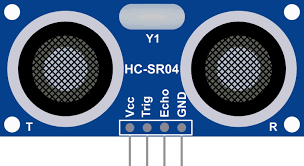 Y1
HC-SR04
Vcc
Trig
Echo
GND
T
R